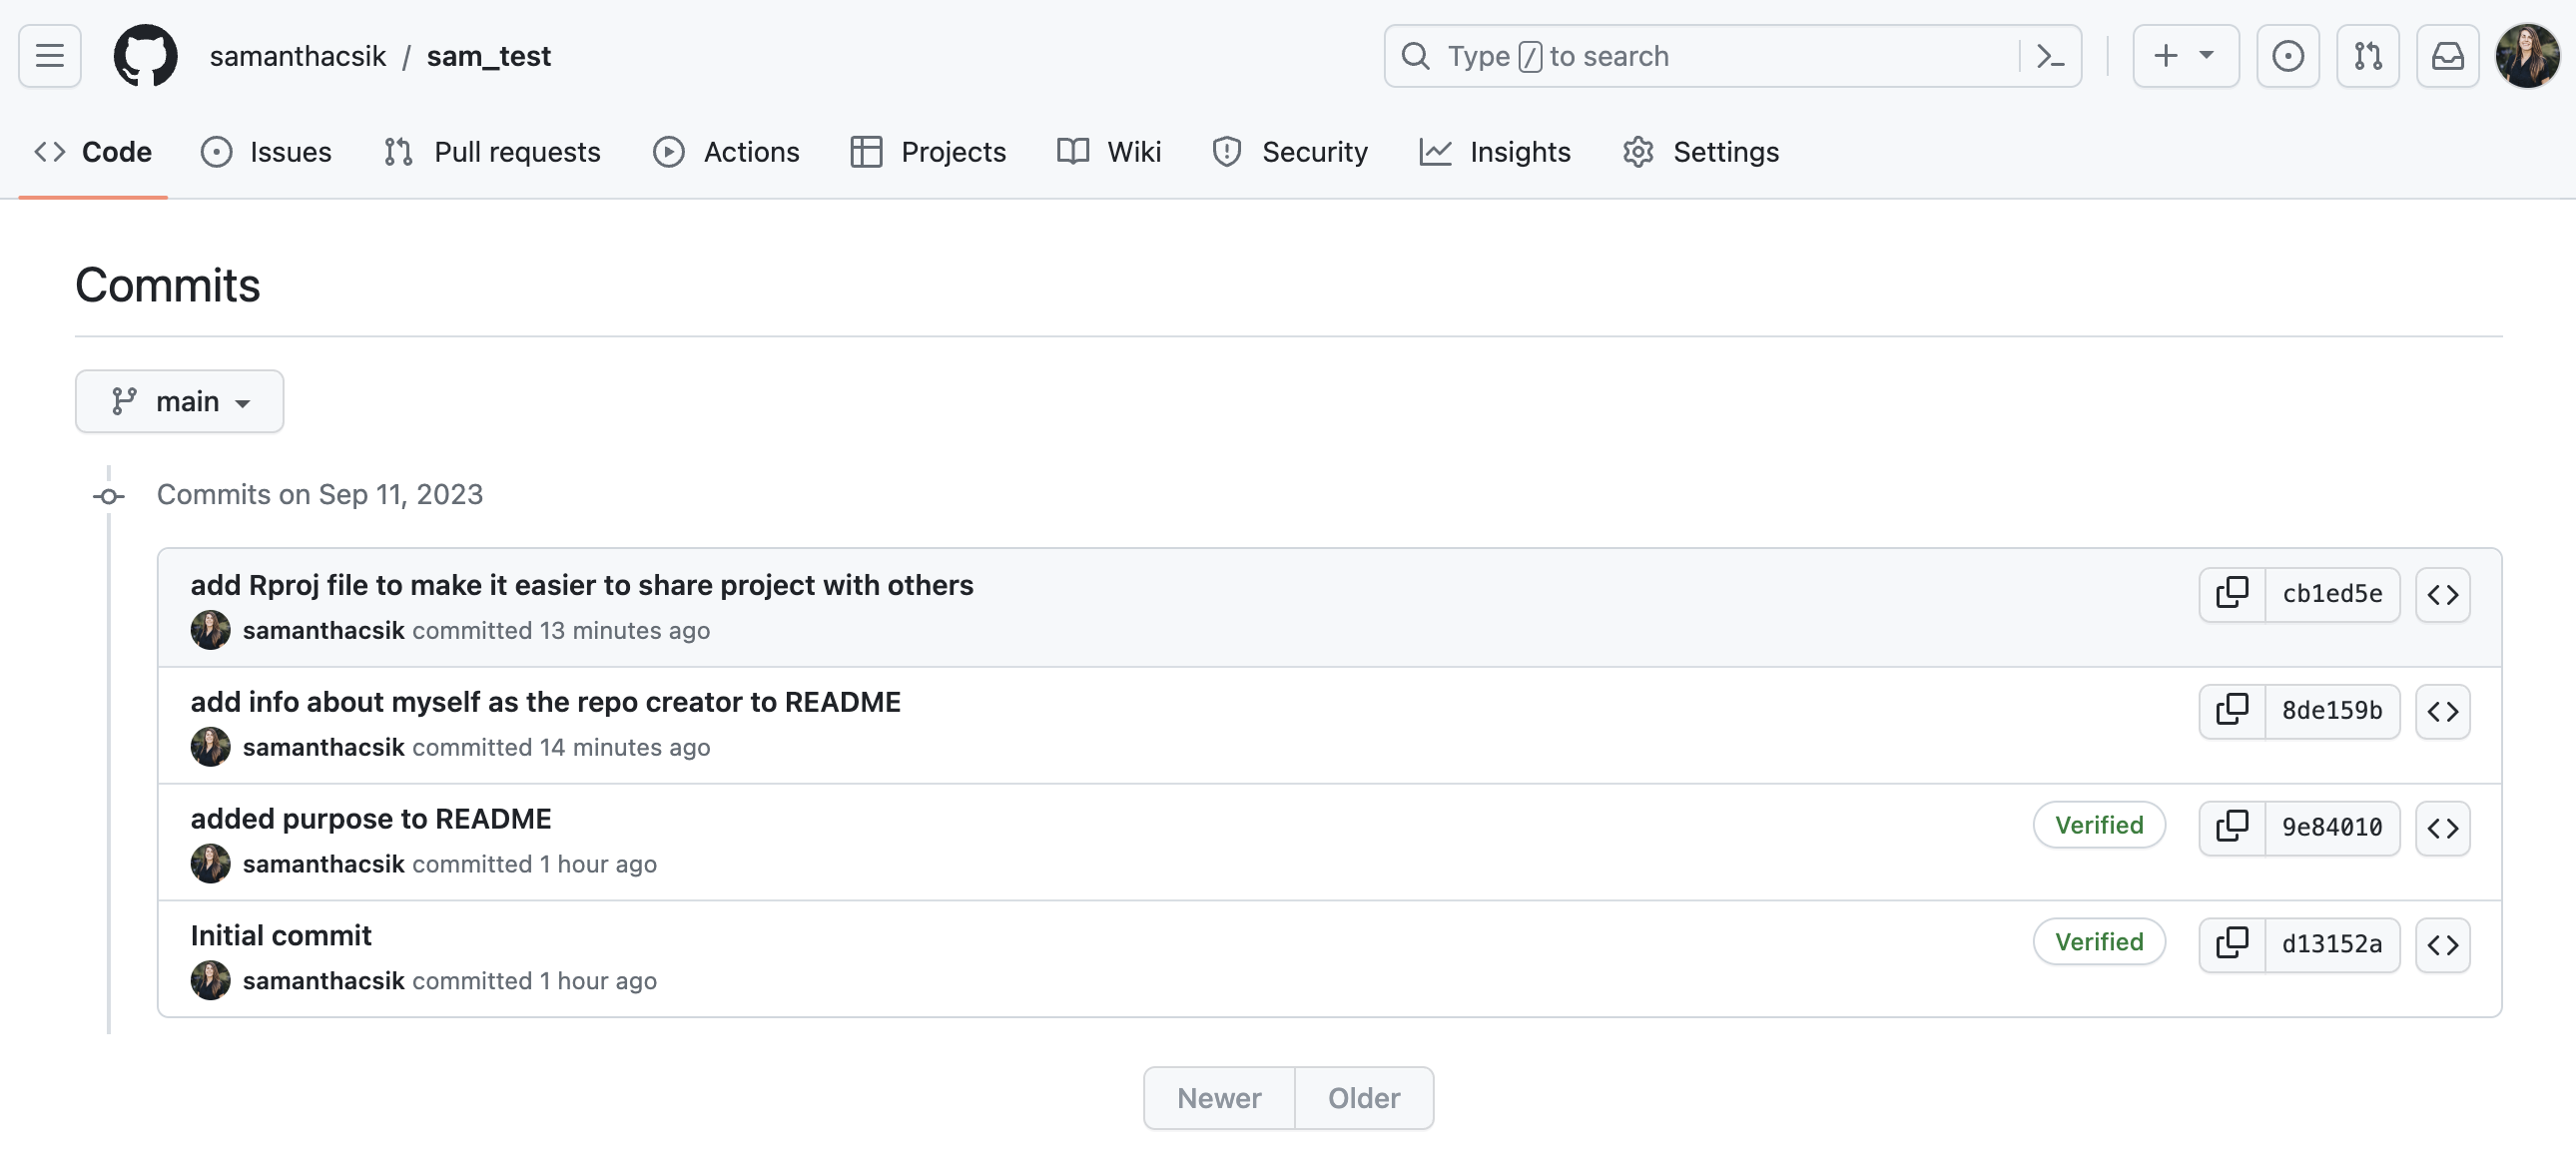 samanthacsik / sam_test
Type / to search
Code Issues Pull requests Actions Projects Wiki Security Insights Settings
Commits
main
Commits on Sep 11, 2023
add Rproj file to make it easier to share project with others
cb1ed5e
samanthacsik committed 13 minutes ago
add info about myself as the repo creator to README
8de159b
samanthacsik committed 14 minutes ago
added purpose to README
Verified 9e84010
samanthacsik committed 1 hour ago
Initial commit
Verified d13152a
samanthacsik committed 1 hour ago
Newer Older